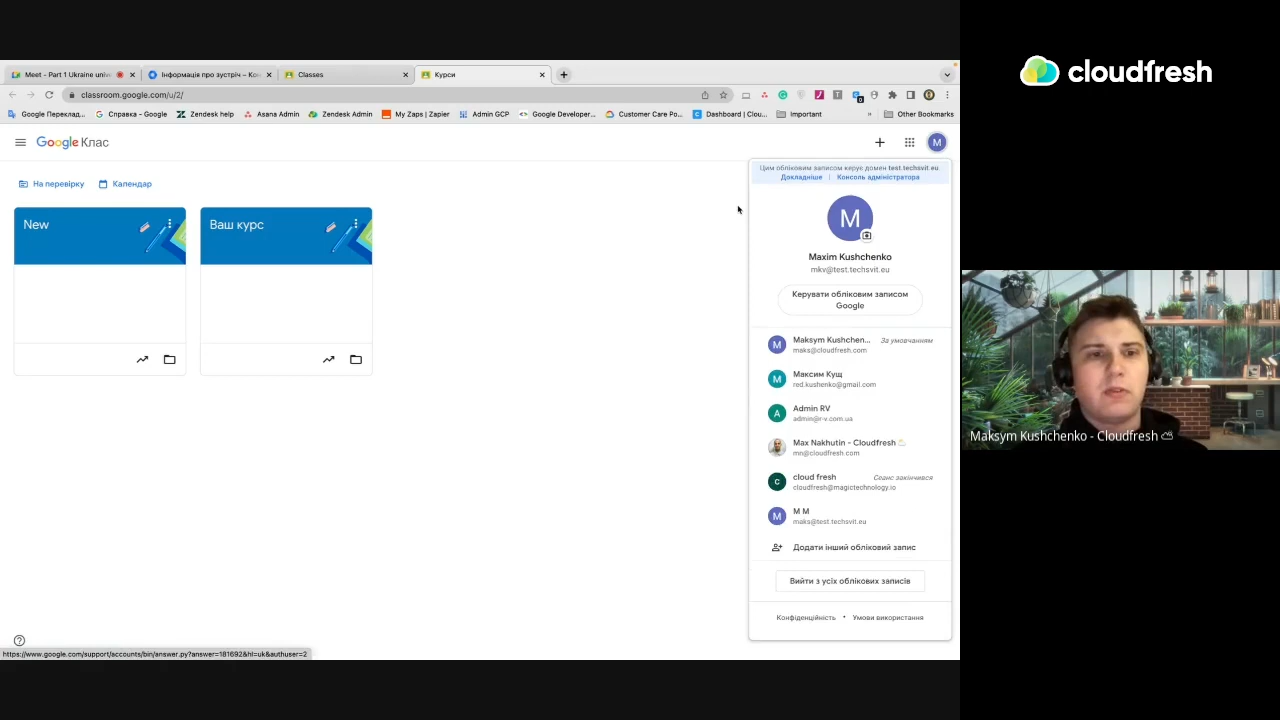 cloudfresh
Meet - Part 1 Ukraine univ
Інформація про зустріч – Кон
Classes
Курси
classroom.google.com/u/2/
Google Переклад...
Справка - Google
Zendesk help
Asana Admin
Zendesk Admin
My Zaps | Zapier
Admin GCP
Google Developer...
Customer Care Po...
Dashboard | Clou...
Important
»
Other Bookmarks
Google Клас
M
На перевірку
Календар
New
Ваш курс
Цим обліковим записом керує домен test.techsvit.eu.
Докладніше | Консоль адміністратора
M
Maxim Kushchenko
mkv@test.techsvit.eu
Керувати обліковим записом
Google
M
Maksym Kushchen... За умовчанням
maks@cloudfresh.com
M
Максим Кущ
red.kushenko@gmail.com
A
Admin RV
admin@r-v.com.ua
Max Nakhutin - Cloudfresh
mn@cloudfresh.com
c
cloud fresh Сеанс закінчився
cloudfresh@magictechnology.io
M
M M
maks@test.techsvit.eu
Додати інший обліковий запис
Вийти з усіх облікових записів
Конфіденційність • Умови використання
https://www.google.com/support/accounts/bin/answer.py?answer=181692&hl=uk&authuser=2
Maksym Kushchenko - Cloudfresh